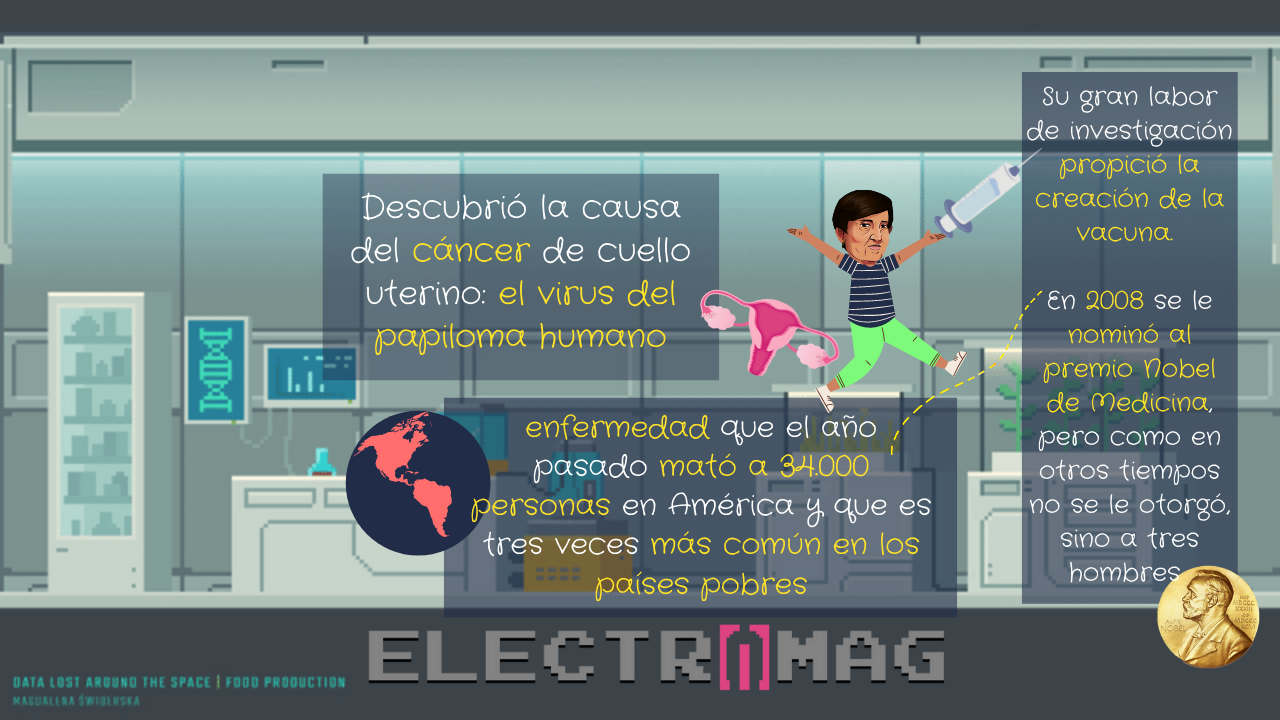 Descubrió la causa
del cáncer de cuello
uterino: el virus del
papiloma humano
enfermedad que el año
pasado mató a 34.000
personas en América y que es
tres veces más común en los
países pobres
Su gran labor
de investigación
propició la
creación de la
vacuna.
En 2008 se le
nominó al
premio Nobel
de Medicina,
pero como en
otros tiempos
no se le otorgó,
sino a tres
hombres
ELECTROMAG
DATA LOST AROUND THE SPACE | FOOD PRODUCTION
MAGDALENA ŚWIDERSKA